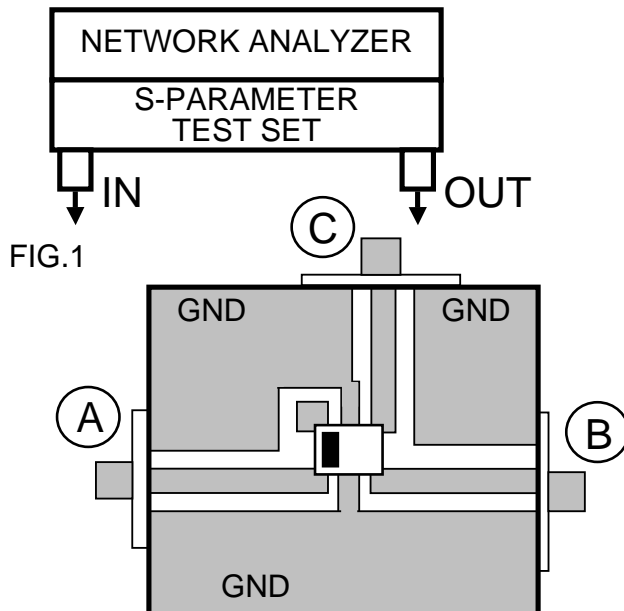 NETWORK ANALYZER
S-PARAMETER
TEST SET
IN
OUT
FIG.1
C
GND
GND
A
B
GND